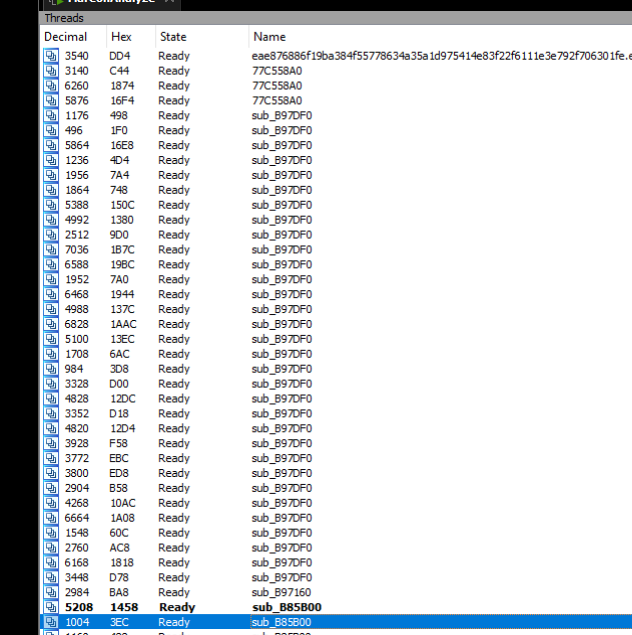 Threads
Decimal Hex State Name
3540 DD4 Ready eae876886f19ba384f55778634a35a1d975414e83f22f6111e3e792f706301fe.e
3140 C44 Ready 77C558A0
6260 1874 Ready 77C558A0
5876 16F4 Ready 77C558A0
1176 498 Ready sub_B97DF0
496 1F0 Ready sub_B97DF0
5864 16E8 Ready sub_B97DF0
1236 4D4 Ready sub_B97DF0
1956 7A4 Ready sub_B97DF0
1864 748 Ready sub_B97DF0
5388 150C Ready sub_B97DF0
4992 1380 Ready sub_B97DF0
2512 9D0 Ready sub_B97DF0
7036 1B7C Ready sub_B97DF0
6588 19BC Ready sub_B97DF0
1952 7A0 Ready sub_B97DF0
6468 1944 Ready sub_B97DF0
4988 137C Ready sub_B97DF0
6828 1AAC Ready sub_B97DF0
5100 13EC Ready sub_B97DF0
1708 6AC Ready sub_B97DF0
984 3D8 Ready sub_B97DF0
3328 D00 Ready sub_B97DF0
4828 12DC Ready sub_B97DF0
3352 D18 Ready sub_B97DF0
4820 12D4 Ready sub_B97DF0
3928 F58 Ready sub_B97DF0
3772 EBC Ready sub_B97DF0
3800 ED8 Ready sub_B97DF0
2904 B58 Ready sub_B97DF0
4268 10AC Ready sub_B97DF0
6664 1A08 Ready sub_B97DF0
1548 60C Ready sub_B97DF0
2760 AC8 Ready sub_B97DF0
6168 1818 Ready sub_B97DF0
3448 D78 Ready sub_B97DF0
2984 BA8 Ready sub_B97160
5208 1458 Ready sub_B85B00
1004 3EC Ready sub_B85B00